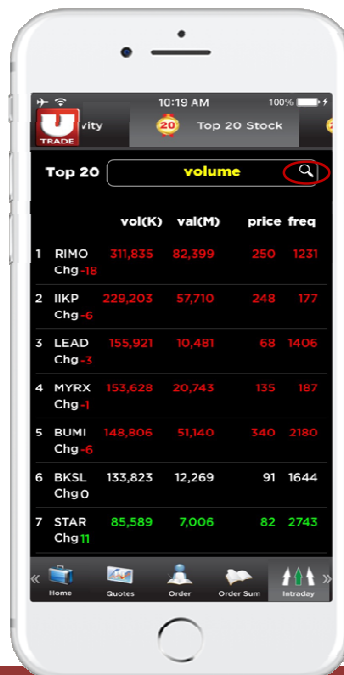 10:19 AM 100%
U TRADE vity 20 Top 20 Stock
Top 20 volume
vol(K) val(M) price freq
1 RIMO 311,835 82,399 250 1231
Chg -18
2 IIKP 229,203 57,710 248 177
Chg -6
3 LEAD 155,921 10,481 68 1406
Chg -3
4 MYRX 153,628 20,743 135 187
Chg -1
5 BUMI 148,806 51,140 340 2180
Chg -6
6 BKSL 133,823 12,269 91 1644
Chg 0
7 STAR 85,589 7,006 82 2743
Chg 11
« Home Quotes Order Order Sum Intraday »